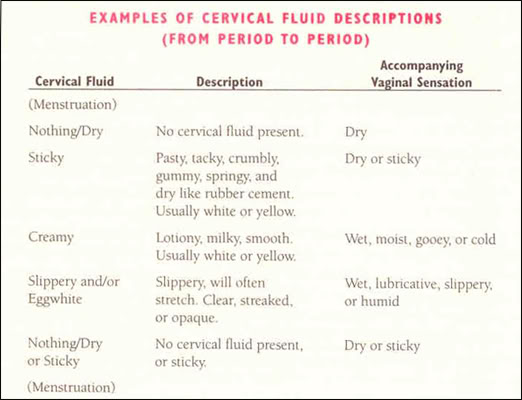 EXAMPLES OF CERVICAL FLUID DESCRIPTIONS
(FROM PERIOD TO PERIOD)
Cervical Fluid Description Accompanying Vaginal Sensation
(Menstruation)
Nothing/Dry No cervical fluid present. Dry
Sticky Pasty, tacky, crumbly, Dry or sticky
gummy, springy, and
dry like rubber cement.
Usually white or yellow.
Creamy Lotiony, milky, smooth. Wet, moist, gooey, or cold
Usually white or yellow.
Slippery and/or Slippery, will often Wet, lubricative, slippery,
Eggwhite stretch. Clear, streaked, or humid
or opaque.
Nothing/Dry No cervical fluid present, Dry or sticky
or Sticky or sticky.
(Menstruation)